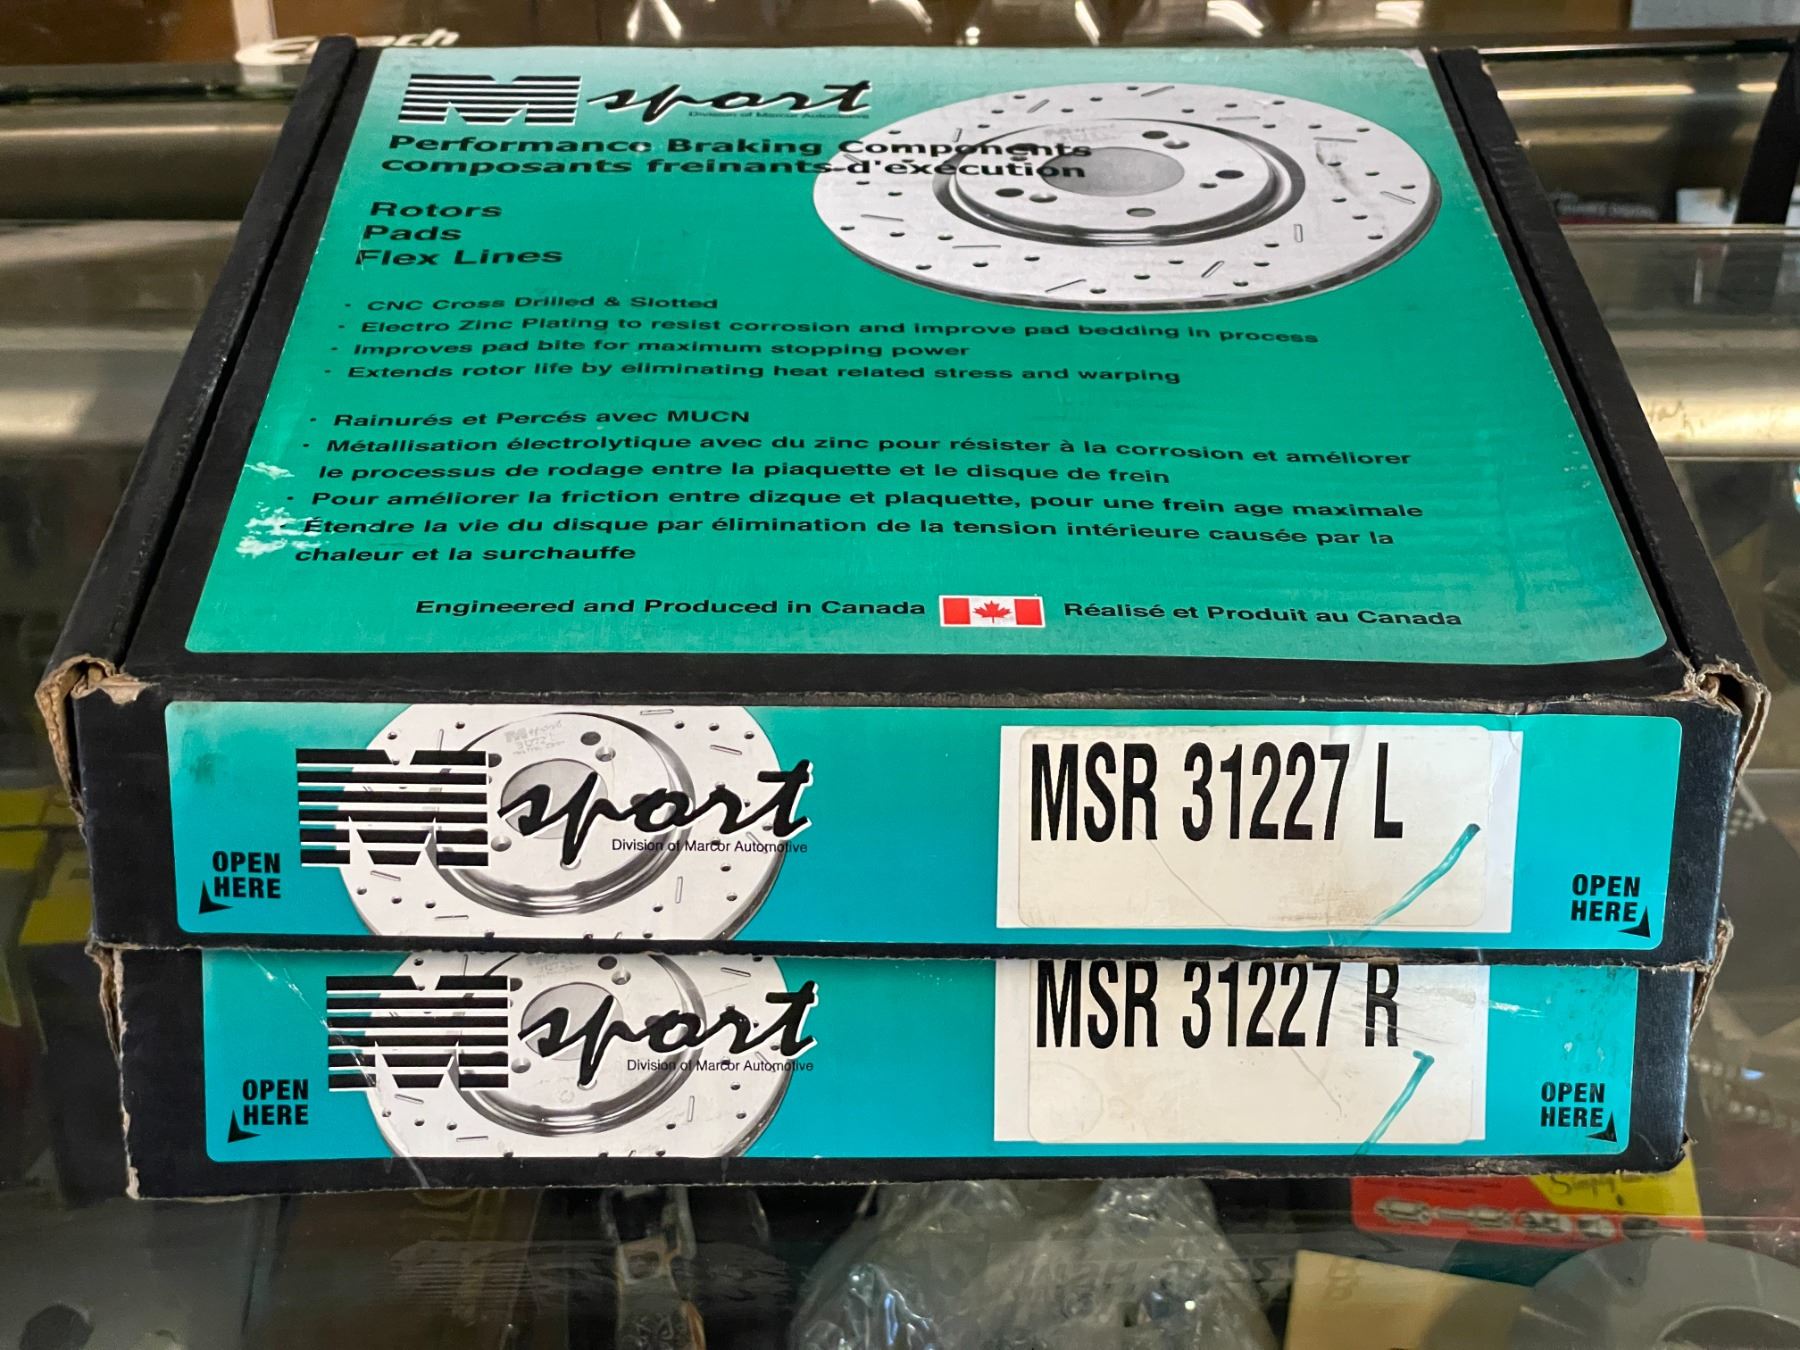 M sport
Division of Marcor Automotive
Performance Braking Components
composants freinants d'exécution
Rotors
Pads
Flex Lines
· CNC Cross Drilled & Slotted
· Electro Zinc Plating to resist corrosion and improve pad bedding in process
· Improves pad bite for maximum stopping power
· Extends rotor life by eliminating heat related stress and warping
· Rainurés et Percés avec MUCN
· Métallisation électrolytique avec du zinc pour résister à la corrosion et améliorer
le processus de rodage entre la plaquette et le disque de frein
· Pour améliorer la friction entre dizque et plaquette, pour une frein age maximale
· Étendre la vie du disque par élimination de la tension intérieure causée par la
chaleur et la surchauffe
Engineered and Produced in Canada
Réalisé et Produit au Canada
M sport
Division of Marcor Automotive
OPEN
HERE
MSR 31227 L
OPEN
HERE
M sport
Division of Marcor Automotive
OPEN
HERE
MSR 31227 R
OPEN
HERE